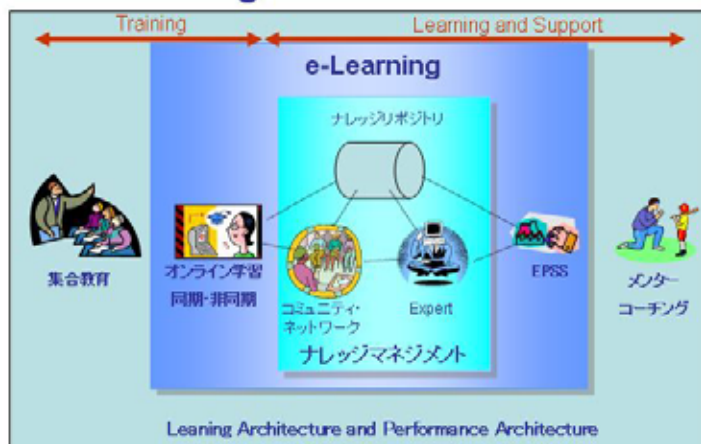 Training
Learning and Support
e-Learning
ナレッジリポジトリ
集合教育
オンライン学習
同期・非同期
コミュニティ・
ネットワーク
Expert
EPSS
メンター
コーチング
ナレッジマネジメント
Leaning Architecture and Performance Architecture